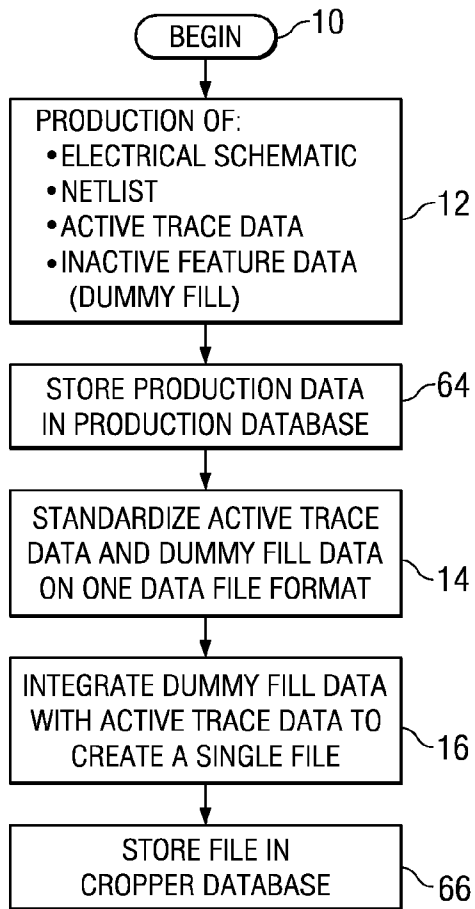 BEGIN
10
PRODUCTION OF:
•ELECTRICAL SCHEMATIC
•NETLIST
•ACTIVE TRACE DATA
•INACTIVE FEATURE DATA
(DUMMY FILL)
12
STORE PRODUCTION DATA
IN PRODUCTION DATABASE
64
STANDARDIZE ACTIVE TRACE
DATA AND DUMMY FILL DATA
ON ONE DATA FILE FORMAT
14
INTEGRATE DUMMY FILL DATA
WITH ACTIVE TRACE DATA TO
CREATE A SINGLE FILE
16
STORE FILE IN
CROPPER DATABASE
66